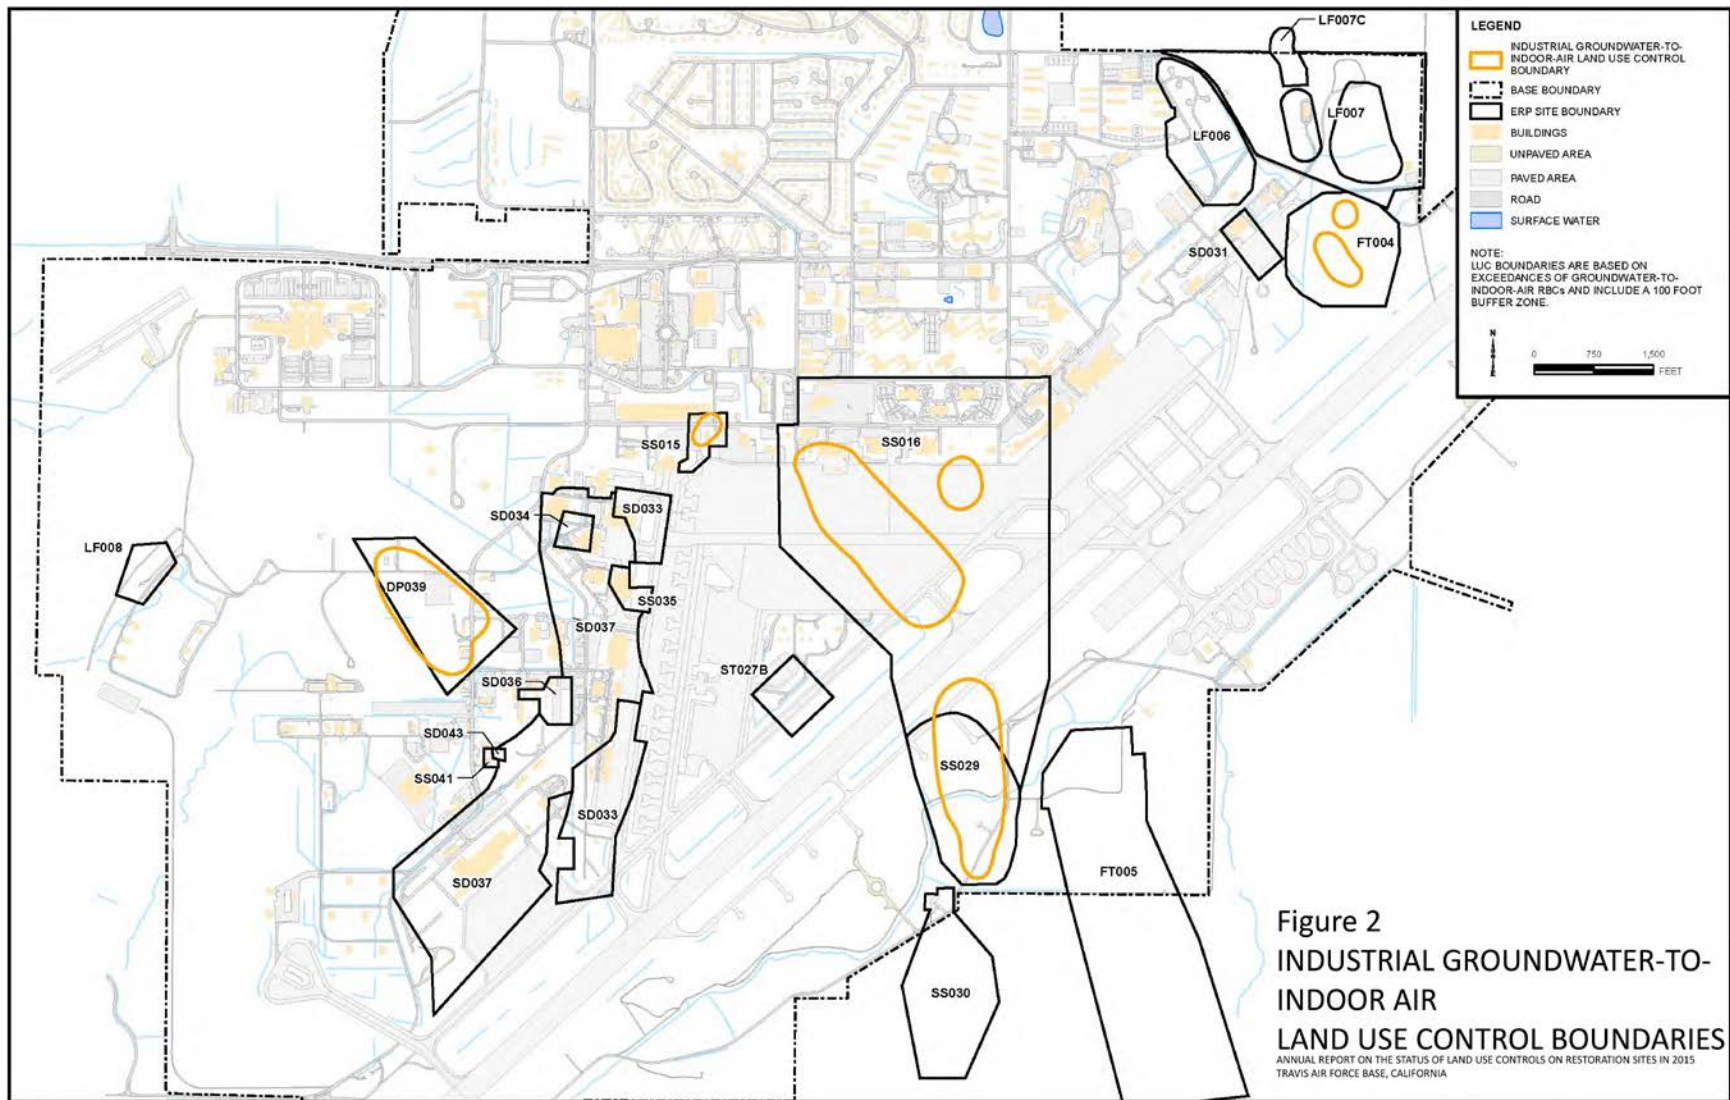 LF007C
LEGEND
INDUSTRIAL GROUNDWATER-TO-
INDOOR-AIR LAND USE CONTROL
BOUNDARY
BASE BOUNDARY
ERP SITE BOUNDARY
BUILDINGS
UNPAVED AREA
PAVED AREA
ROAD
SURFACE WATER
NOTE:
LUC BOUNDARIES ARE BASED ON
EXCEEDANCES OF GROUNDWATER-TO-
INDOOR-AIR RBCs AND INCLUDE A 100 FOOT
BUFFER ZONE.
N
0 750 1,500
FEET
LF006
LF007
FT004
SD031
SS015
SS016
SD034
SD033
LF008
DP039
SS035
SD037
ST027B
SD036
SD043
SS041
SS029
SD033
SD037
FT005
SS030
Figure 2
INDUSTRIAL GROUNDWATER-TO-
INDOOR AIR
LAND USE CONTROL BOUNDARIES
ANNUAL REPORT ON THE STATUS OF LAND USE CONTROLS ON RESTORATION SITES IN 2015
TRAVIS AIR FORCE BASE, CALIFORNIA